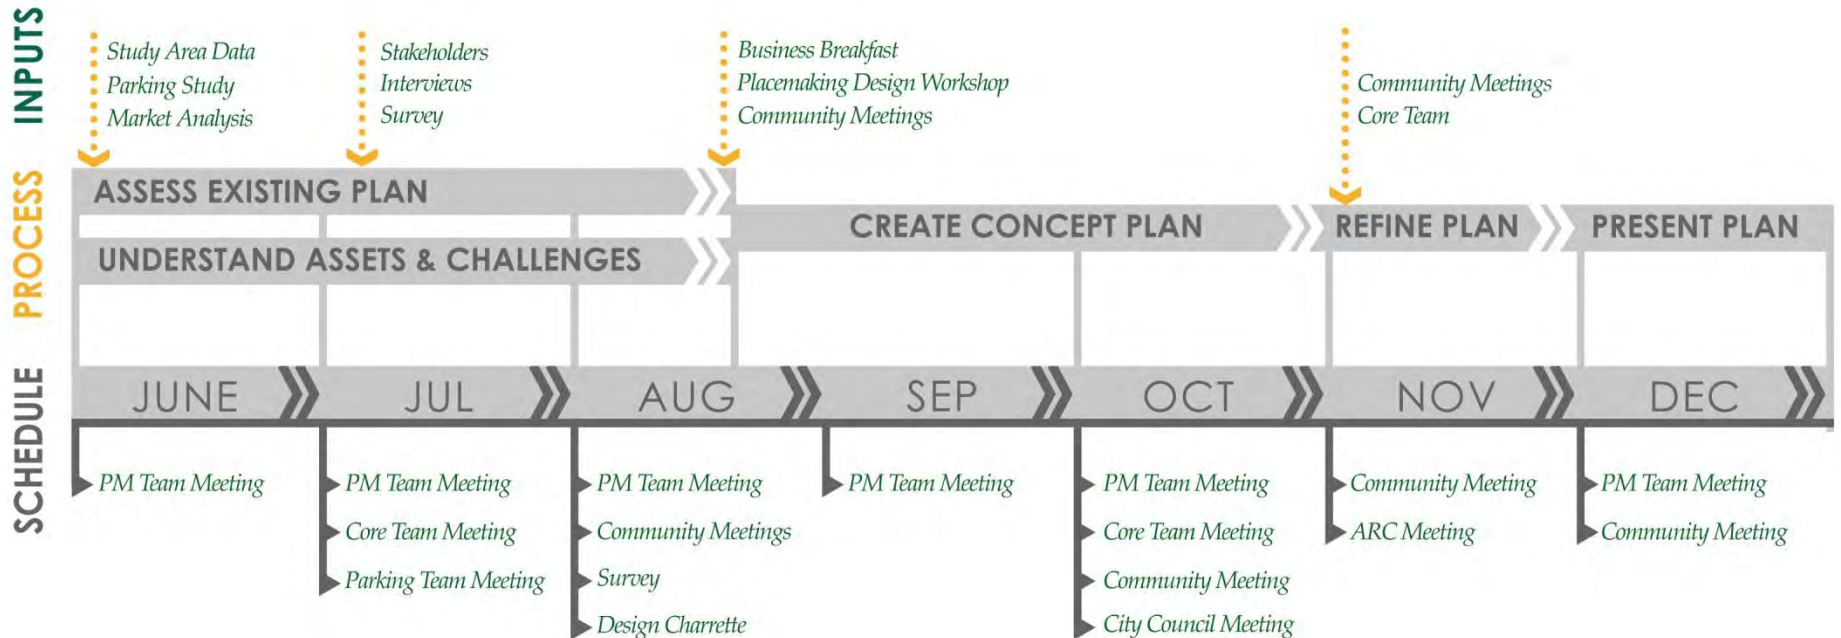 INPUTS
Study Area Data
Parking Study
Market Analysis
Stakeholders
Interviews
Survey
Business Breakfast
Placemaking Design Workshop
Community Meetings
Community Meetings
Core Team
PROCESS
ASSESS EXISTING PLAN
UNDERSTAND ASSETS & CHALLENGES
CREATE CONCEPT PLAN
REFINE PLAN
PRESENT PLAN
SCHEDULE
JUNE
JUL
AUG
SEP
OCT
NOV
DEC
PM Team Meeting
PM Team Meeting
Core Team Meeting
Parking Team Meeting
PM Team Meeting
Community Meetings
Survey
Design Charrette
PM Team Meeting
PM Team Meeting
Core Team Meeting
Community Meeting
City Council Meeting
Community Meeting
ARC Meeting
PM Team Meeting
Community Meeting